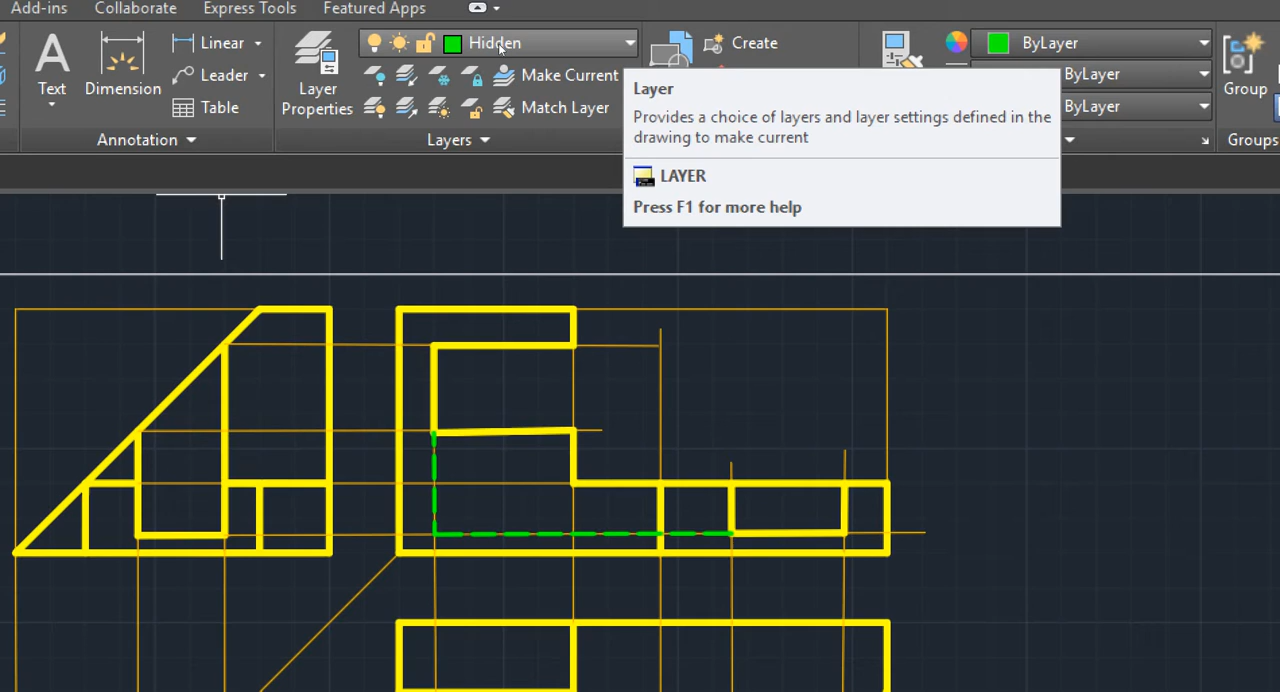 Add-ins Collaborate Express Tools Featured Apps
Linear
Hidden
Create
ByLayer
Text
Dimension
Leader
Layer
Properties
Make Current
ByLayer
Group
Table
Match Layer
ByLayer
Annotation
Layers
Groups
Layer
Provides a choice of layers and layer settings defined in the
drawing to make current
LAYER
Press F1 for more help